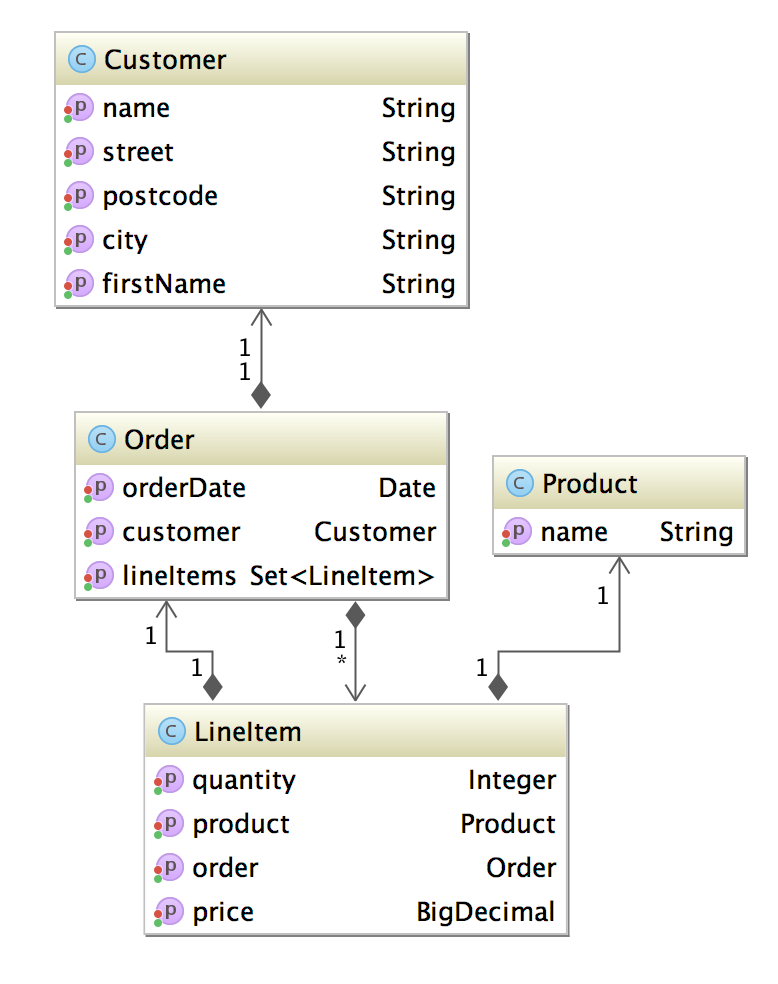 C Customer
p name String
p street String
p postcode String
p city String
p firstName String
1
1
C Order
p orderDate Date
p customer Customer
p lineItems Set<LineItem>
C Product
p name String
1
1
1
*
1
1
C LineItem
p quantity Integer
p product Product
p order Order
p price BigDecimal